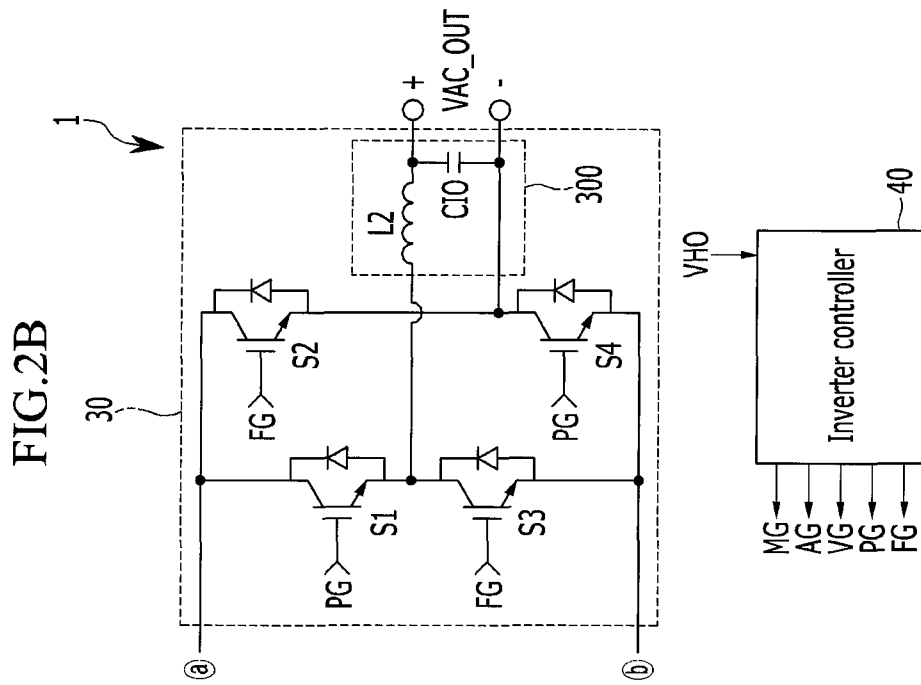 FIG.2B
1
30
ⓐ
ⓑ
PG
S1
FG
S2
FG
S3
PG
S4
L2
CIO
300
+
VAC_OUT
-
VHO
40
Inverter controller
MG
AG
VG
PG
FG